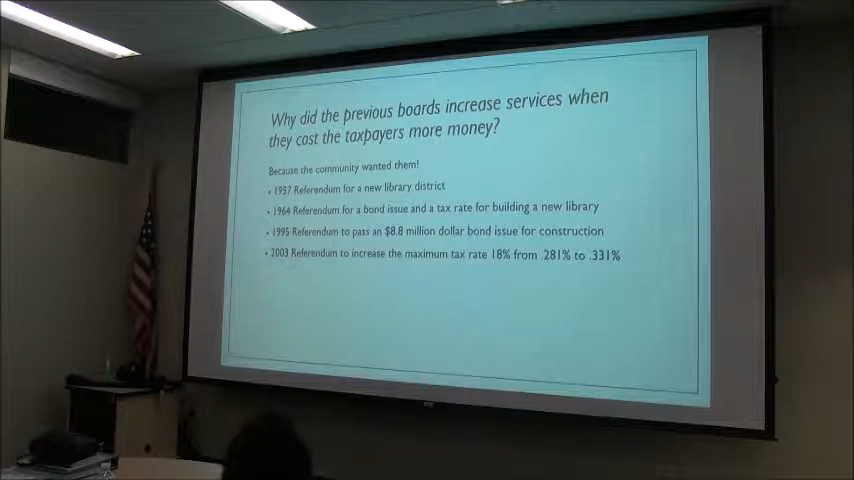 Why did the previous boards increase services when
they cost the taxpayers more money?
Because the community wanted them!
• 1957 Referendum for a new library district
• 1964 Referendum for a bond issue and a tax rate for building a new library
• 1995 Referendum to pass an $8.8 million dollar bond issue for construction
• 2003 Referendum to increase the maximum tax rate 18% from .281% to .331%